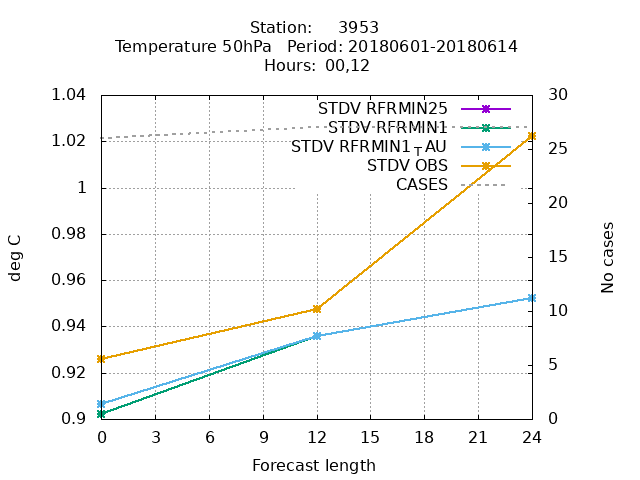 Station: 3953
Temperature 50hPa Period: 20180601-20180614
Hours: 00,12
1.04
1.02
1
0.98
0.96
0.94
0.92
0.9
deg C
30
25
20
15
10
5
0
No cases
STDV RFRMIN25
STDV RFRMIN1
STDV RFRMIN1TAU
STDV OBS
CASES
0 3 6 9 12 15 18 21 24
Forecast length